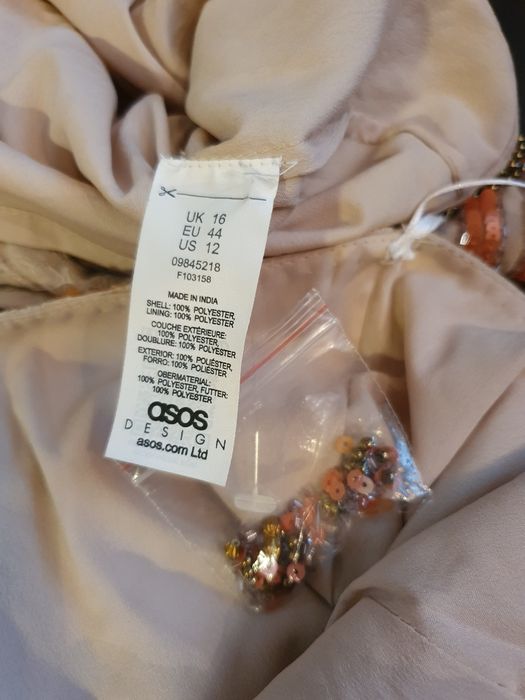 UK 16
EU 44
US 12
09845218
F103158
MADE IN INDIA
SHELL: 100% POLYESTER,
LINING: 100% POLYESTER
COUCHE EXTÉRIEURE:
100% POLYESTER,
DOUBLURE: 100% POLYESTER
EXTERIOR: 100% POLIÉSTER,
FORRO: 100% POLIÉSTER
OBERMATERIAL:
100% POLYESTER, FUTTER:
100% POLYESTER
asos
DESIGN
asos.com Ltd